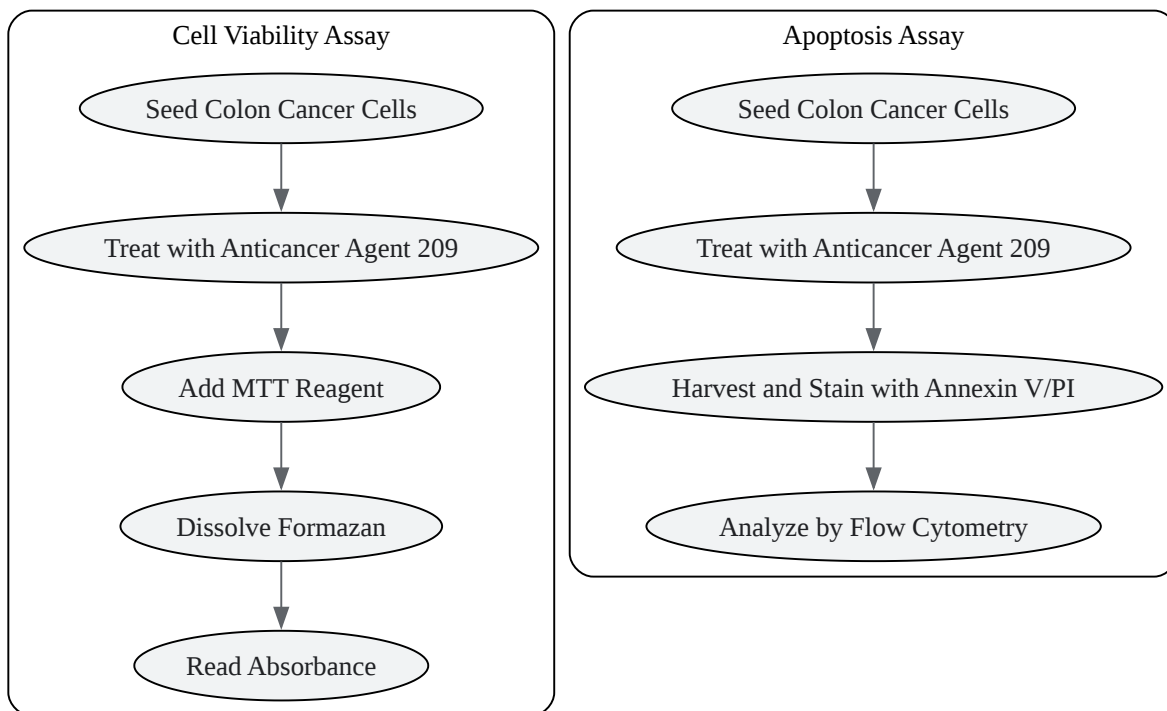 Cell Viability Assay
Seed Colon Cancer Cells
Treat with Anticancer Agent 209
Add MTT Reagent
Dissolve Formazan
Read Absorbance
Apoptosis Assay
Seed Colon Cancer Cells
Treat with Anticancer Agent 209
Harvest and Stain with Annexin V/PI
Analyze by Flow Cytometry